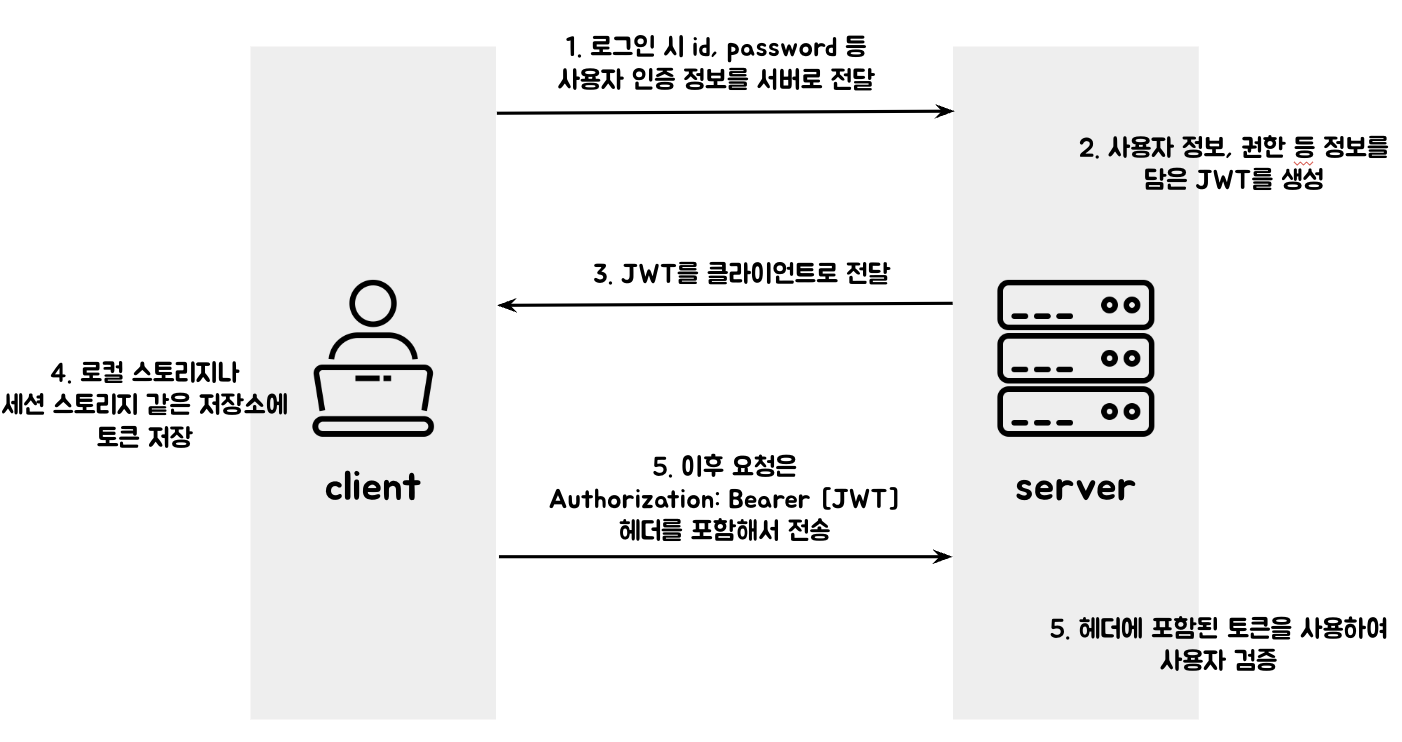 1. 로그인 시 id, password 등
사용자 인증 정보를 서버로 전달
2. 사용자 정보, 권한 등 정보를
담은 JWT를 생성
3. JWT를 클라이언트로 전달
4. 로컬 스토리지나
세션 스토리지 같은 저장소에
토큰 저장
client
server
5. 이후 요청은
Authorization: Bearer [JWT]
헤더를 포함해서 전송
5. 헤더에 포함된 토큰을 사용하여
사용자 검증